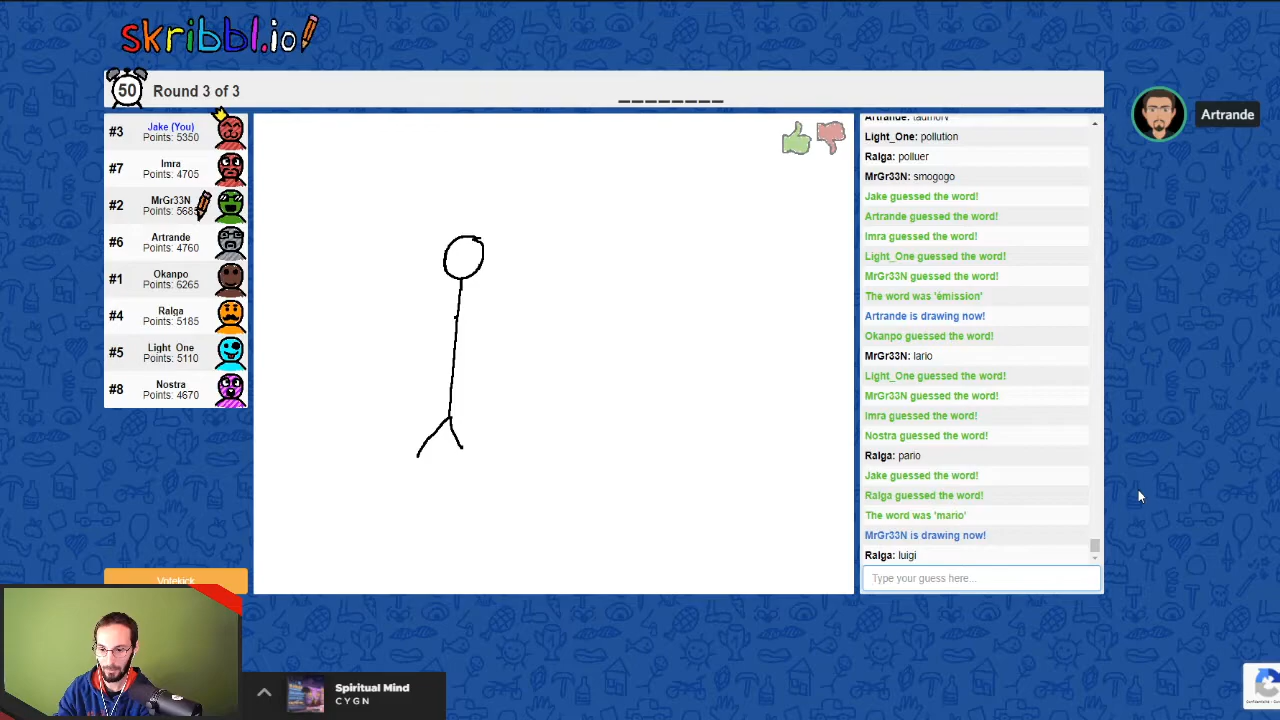 skribbl.io
50
Round 3 of 3
________
#3
Jake (You)
Points: 5350
#7
Imra
Points: 4705
#2
MrGr33N
Points: 5685
#6
Artrande
Points: 4760
#1
Okanpo
Points: 6265
#4
Ralga
Points: 5185
#5
Points: 5110
#8
Nostra
Points: 4670
Votekick
Light_One: pollution
Ralga: polluer
MrGr33N: smogogo
Jake guessed the word!
Artrande guessed the word!
Imra guessed the word!
Light_One guessed the word!
MrGr33N guessed the word!
The word was 'émission'
Artrande is drawing now!
Okanpo guessed the word!
MrGr33N: lario
Light_One guessed the word!
MrGr33N guessed the word!
Imra guessed the word!
Nostra guessed the word!
Ralga: pario
Jake guessed the word!
Ralga guessed the word!
The word was 'mario'
MrGr33N is drawing now!
Ralga: luigi
Type your guess here...
Artrande
Spiritual Mind
CYGN